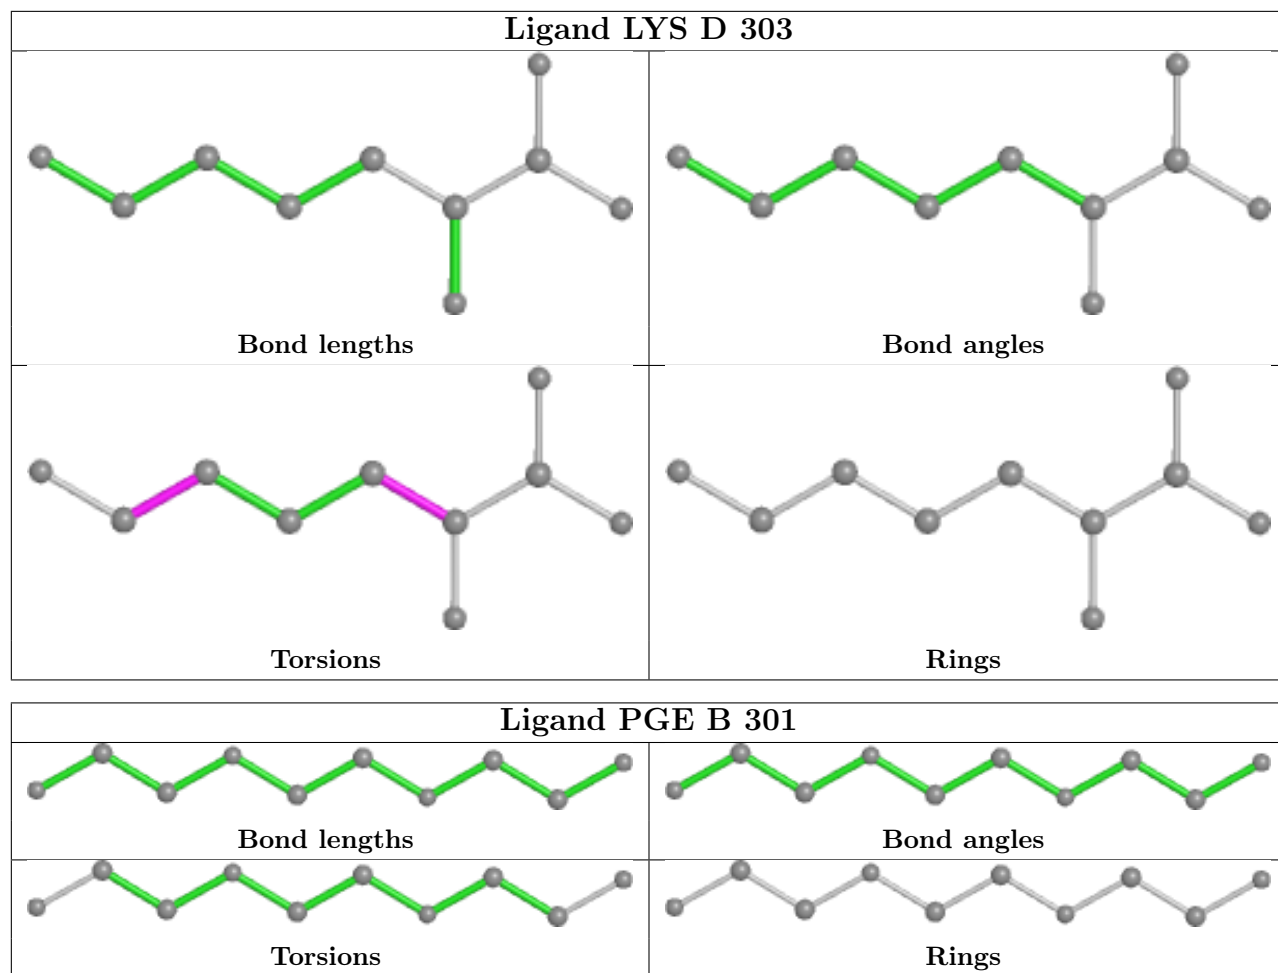 Ligand LYS D 303
Bond lengths
Bond angles
Torsions
Rings
Ligand PGE B 301
Bond lengths
Bond angles
Torsions
Rings